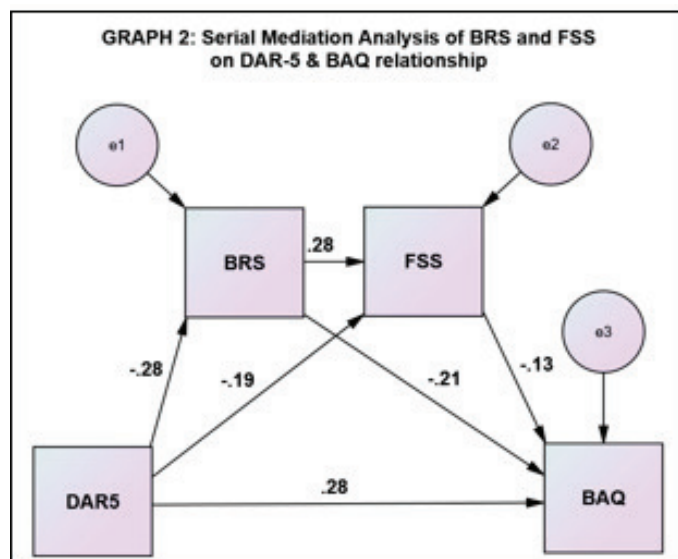 GRAPH 2: Serial Mediation Analysis of BRS and FSS
on DAR-5 & BAQ relationship
e1
e2
BRS
.28
FSS
e3
-.28
-.19
-.21
-.13
DAR5
.28
BAQ